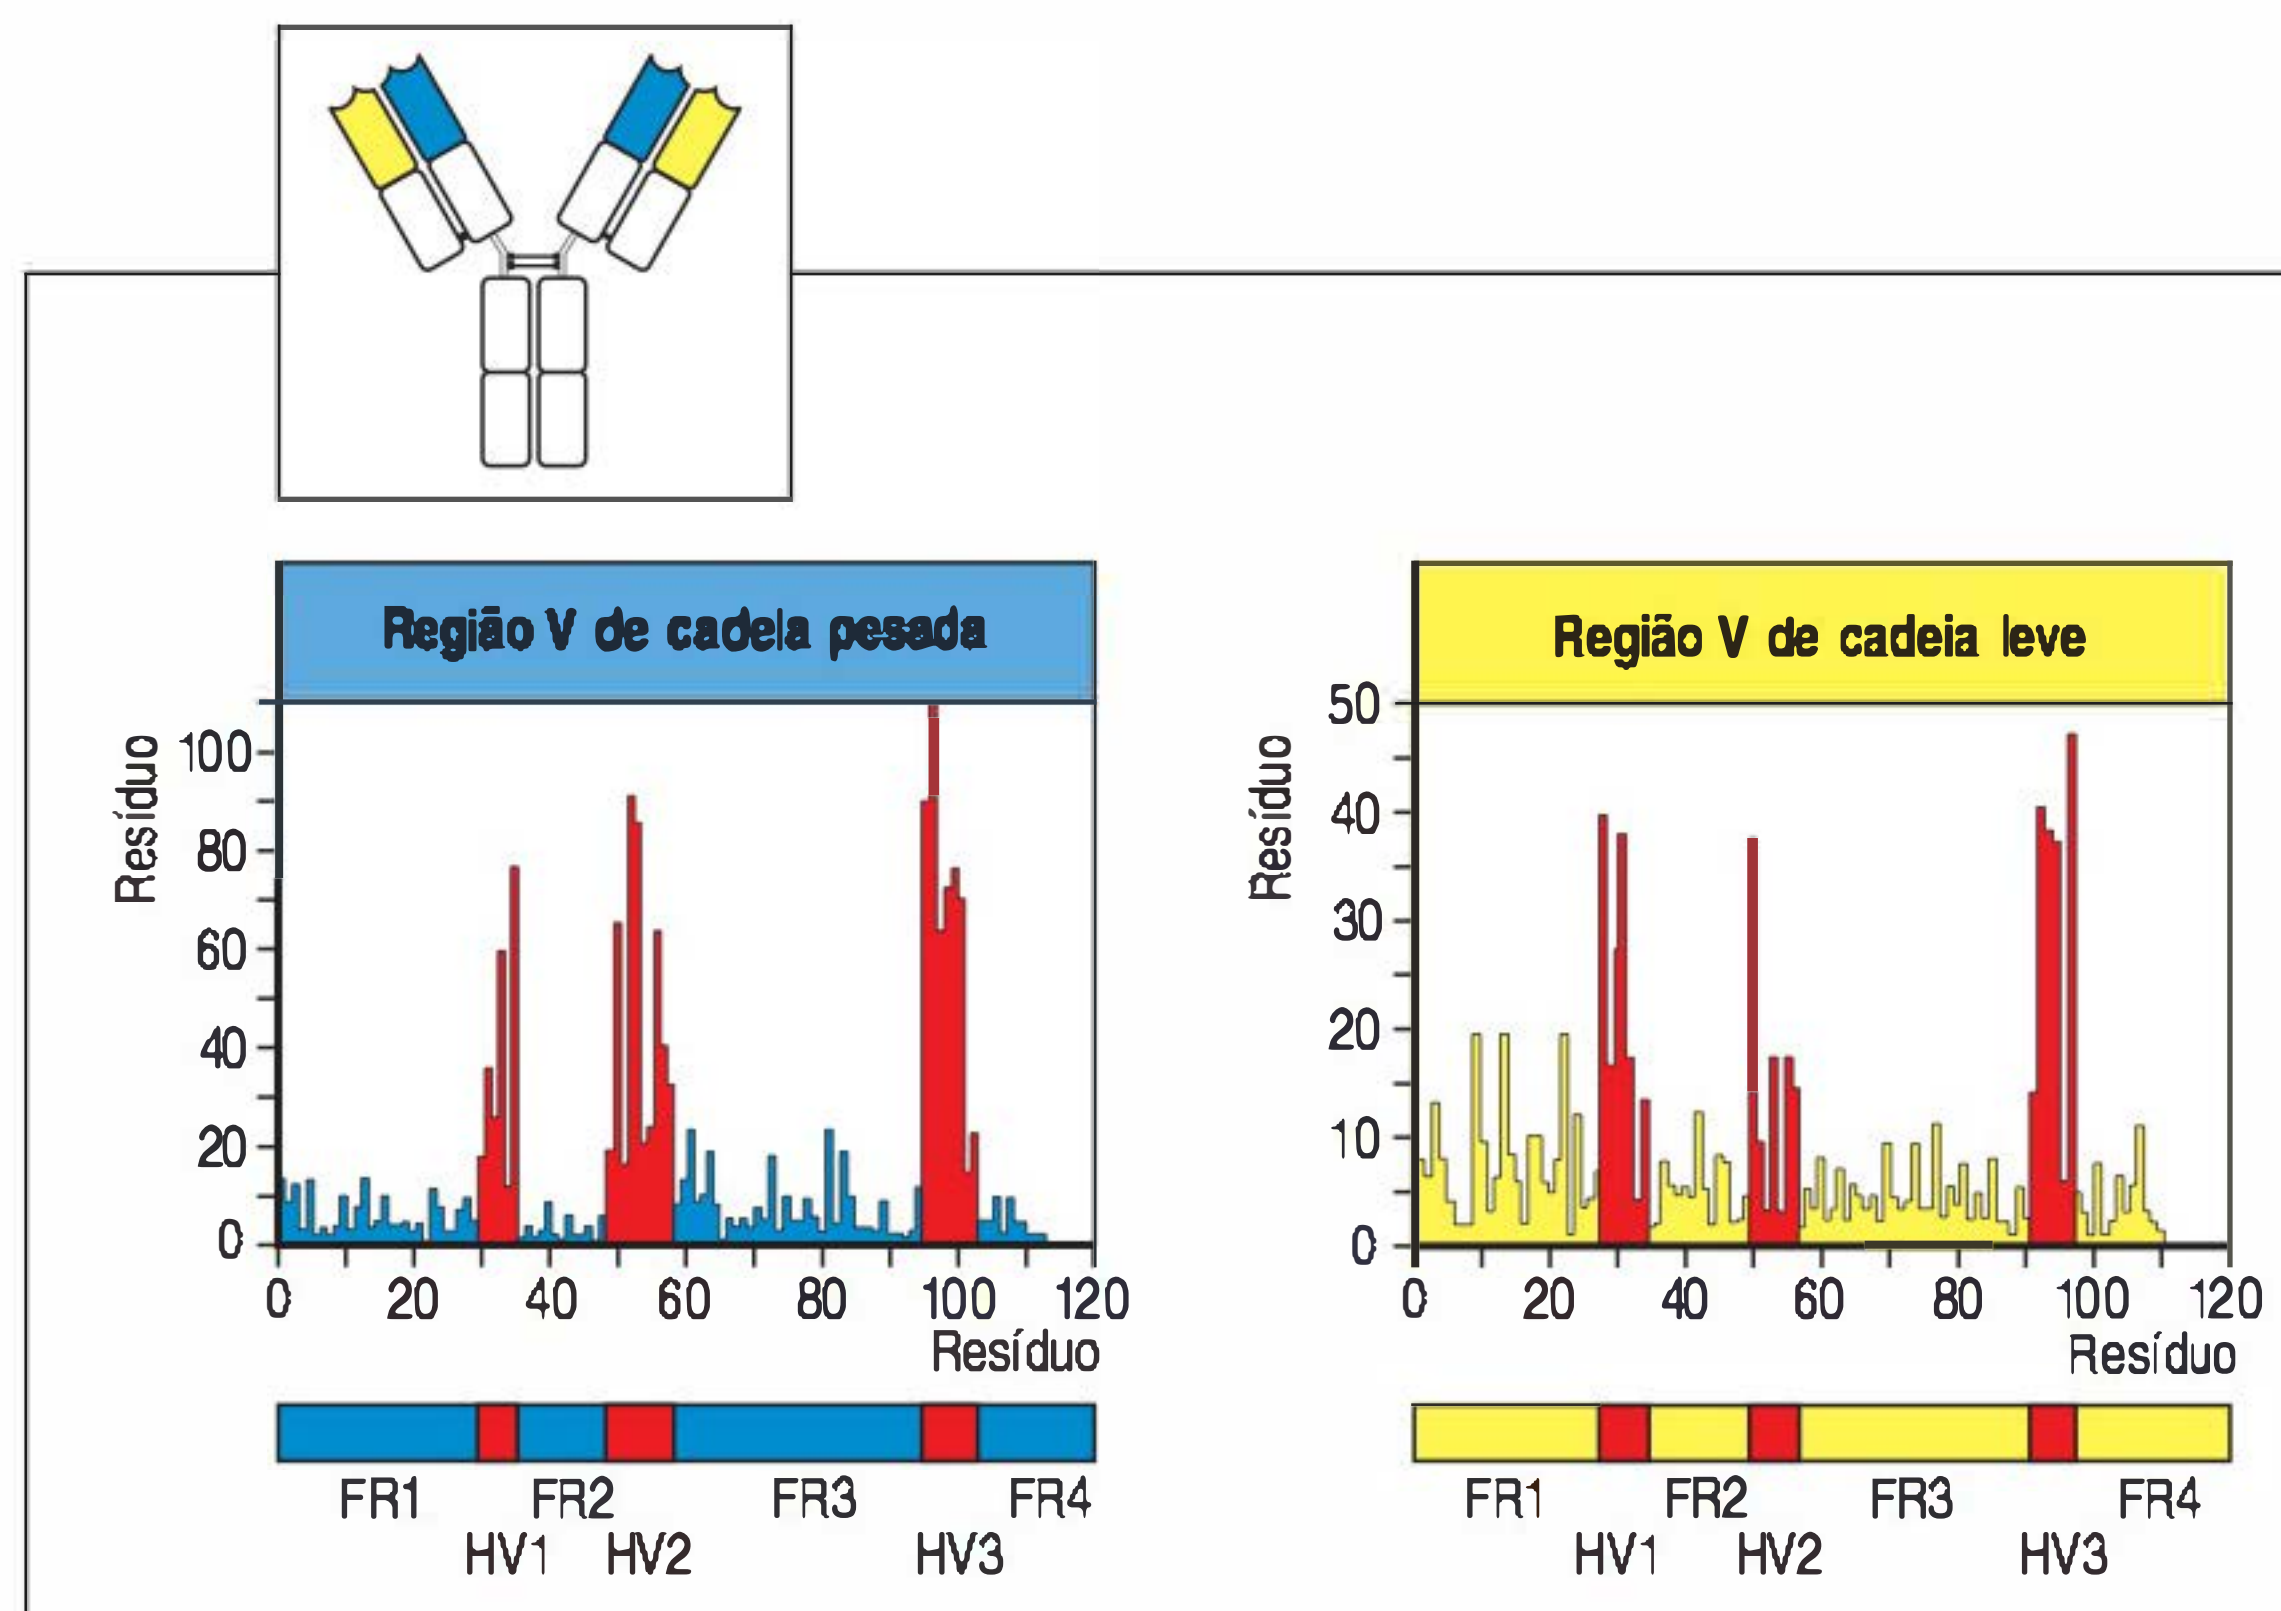 Região V de cadeia pesada
Resíduo
100
80
60
40
20
0
0 20 40 60 80 100 120
Resíduo
FR1 FR2 FR3 FR4
HV1 HV2 HV3
Região V de cadeia leve
Resíduo
50
40
30
20
10
0
0 20 40 60 80 100 120
Resíduo
FR1 FR2 FR3 FR4
HV1 HV2 HV3